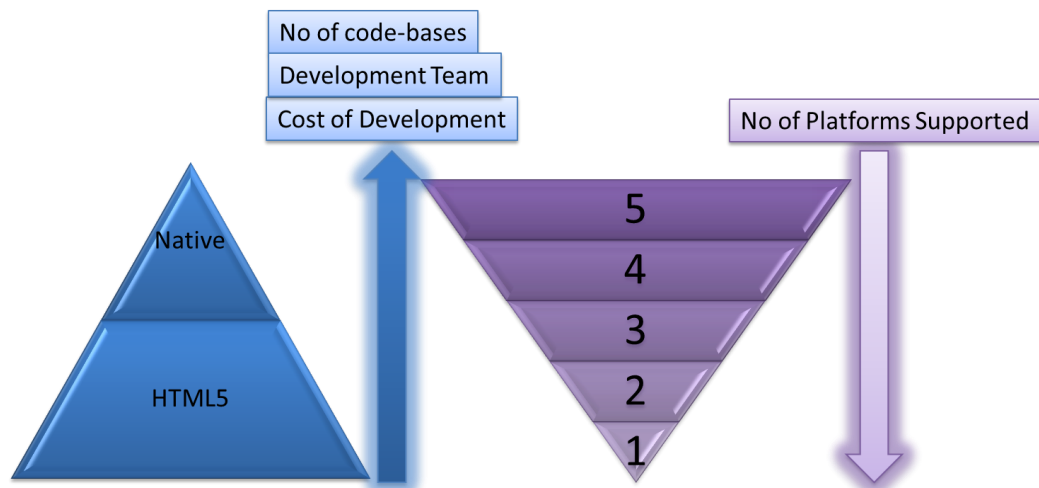 No of code-bases
Development Team
Cost of Development
No of Platforms Supported
Native
HTML5
5
4
3
2
1